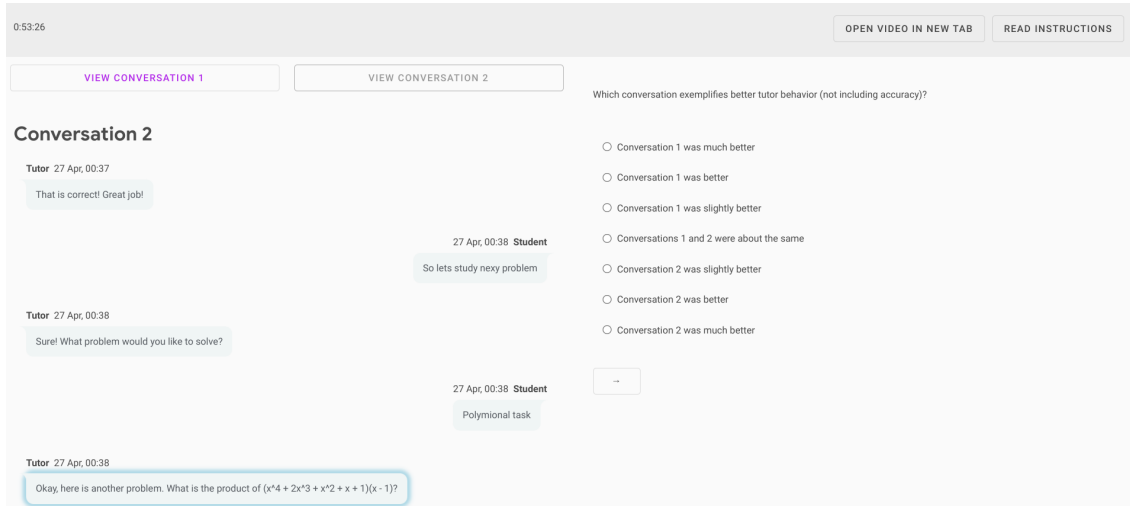 0:53:26
OPEN VIDEO IN NEW TAB
READ INSTRUCTIONS
VIEW CONVERSATION 1
VIEW CONVERSATION 2
Conversation 2
Tutor 27 Apr, 00:37
That is correct! Great job!
27 Apr, 00:38 Student
So lets study nexy problem
Tutor 27 Apr, 00:38
Sure! What problem would you like to solve?
27 Apr, 00:38 Student
Polymional task
Tutor 27 Apr, 00:38
Okay, here is another problem. What is the product of (x^4 + 2x^3 + x^2 + x + 1)(x - 1)?
Which conversation exemplifies better tutor behavior (not including accuracy)?
Conversation 1 was much better
Conversation 1 was better
Conversation 1 was slightly better
Conversations 1 and 2 were about the same
Conversation 2 was slightly better
Conversation 2 was better
Conversation 2 was much better
→